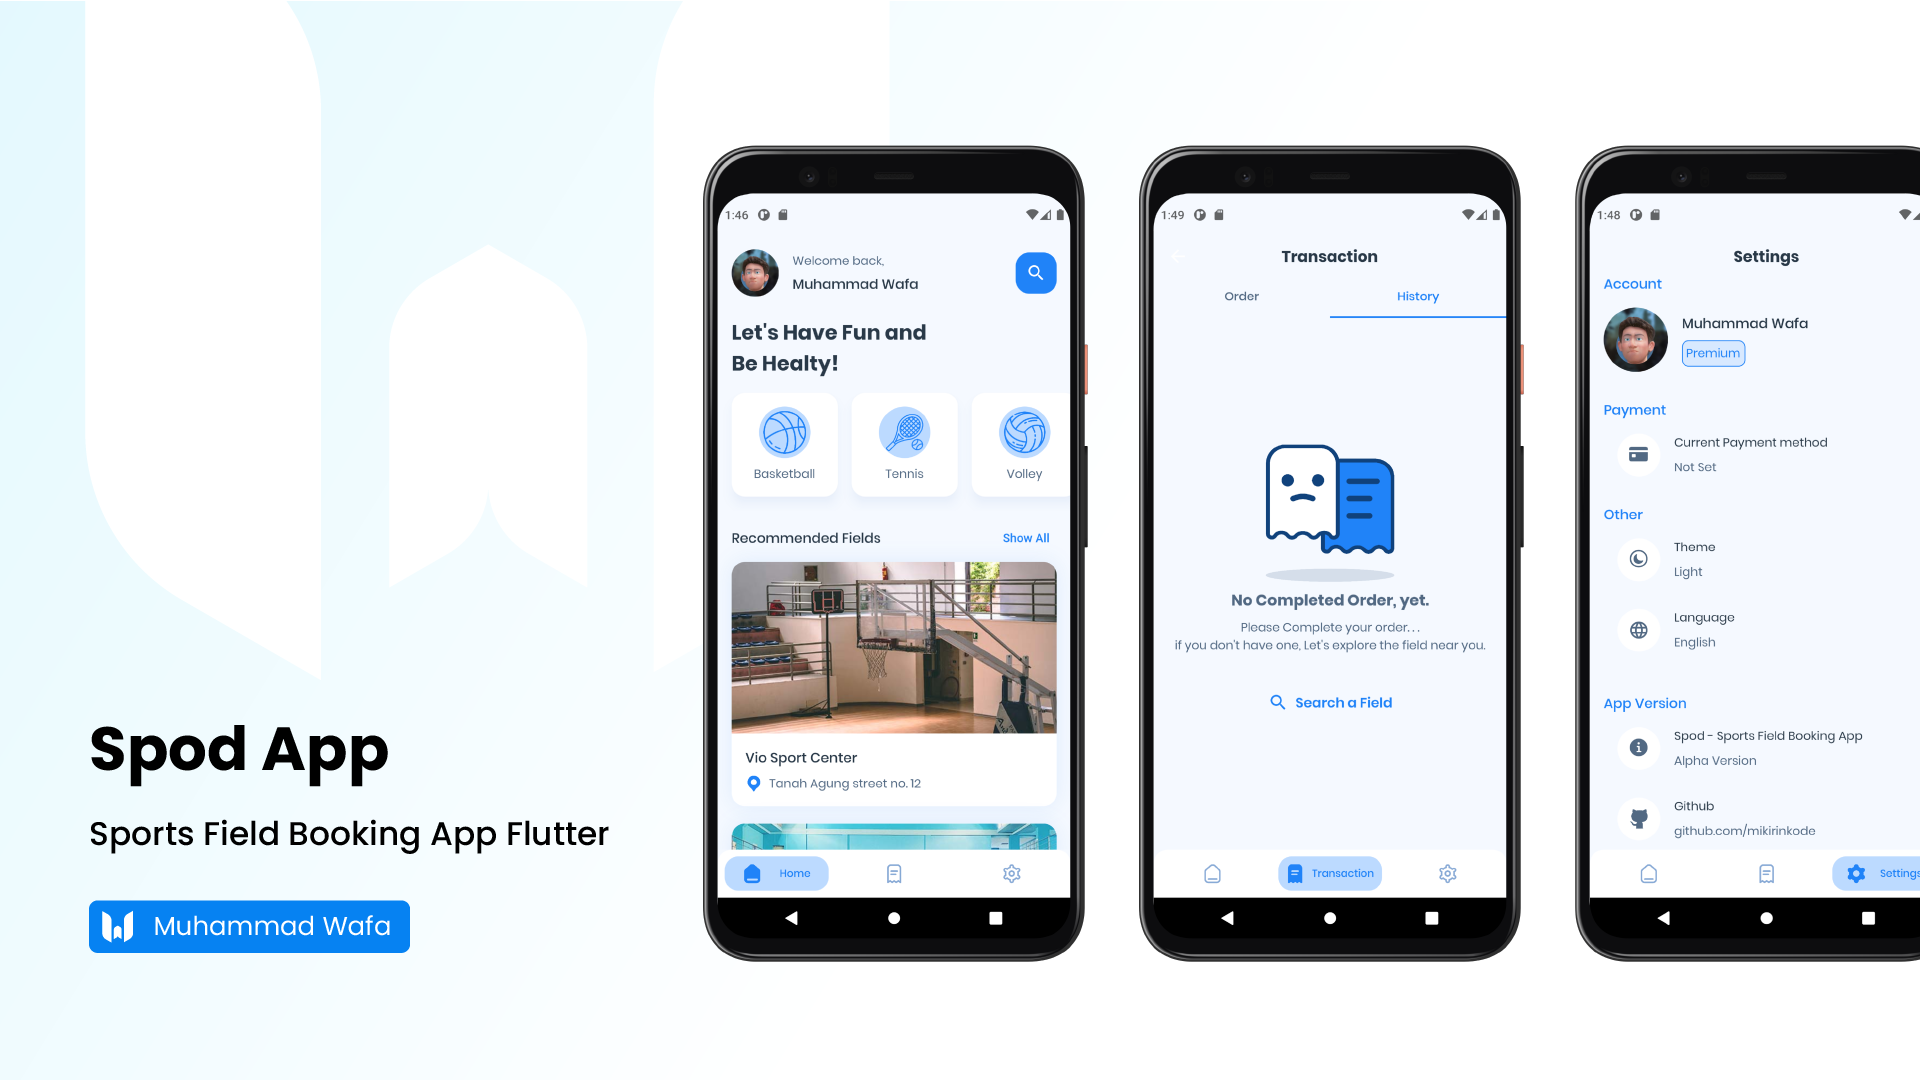 Spod App
Sports Field Booking App Flutter
Muhammad Wafa
1:46
Welcome back,
Muhammad Wafa
Let's Have Fun and
Be Healty!
Basketball
Tennis
Volley
Recommended Fields
Show All
Vio Sport Center
Tanah Agung street no. 12
Home
1:49
Transaction
Order
History
No Completed Order, yet.
Please Complete your order...
if you don't have one, Let's explore the field near you.
Search a Field
Transaction
1:48
Settings
Account
Muhammad Wafa
Premium
Payment
Current Payment method
Not Set
Other
Theme
Light
Language
English
App Version
Spod - Sports Field Booking App
Alpha Version
Github
github.com/mikirinkode
Settings